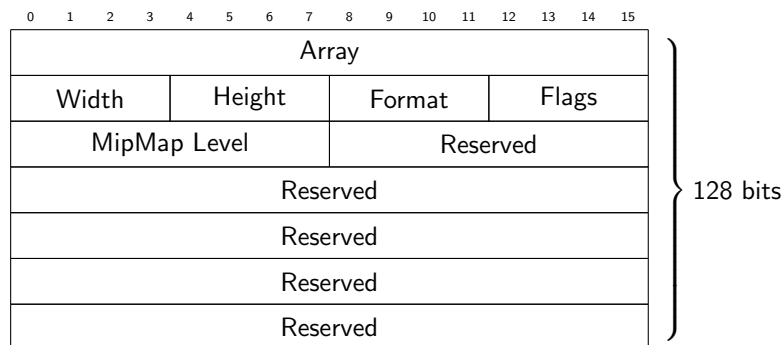 0 1 2 3 4 5 6 7 8 9 10 11 12 13 14 15
Array
Width Height Format Flags
MipMap Level Reserved
Reserved
Reserved 128 bits
Reserved
Reserved